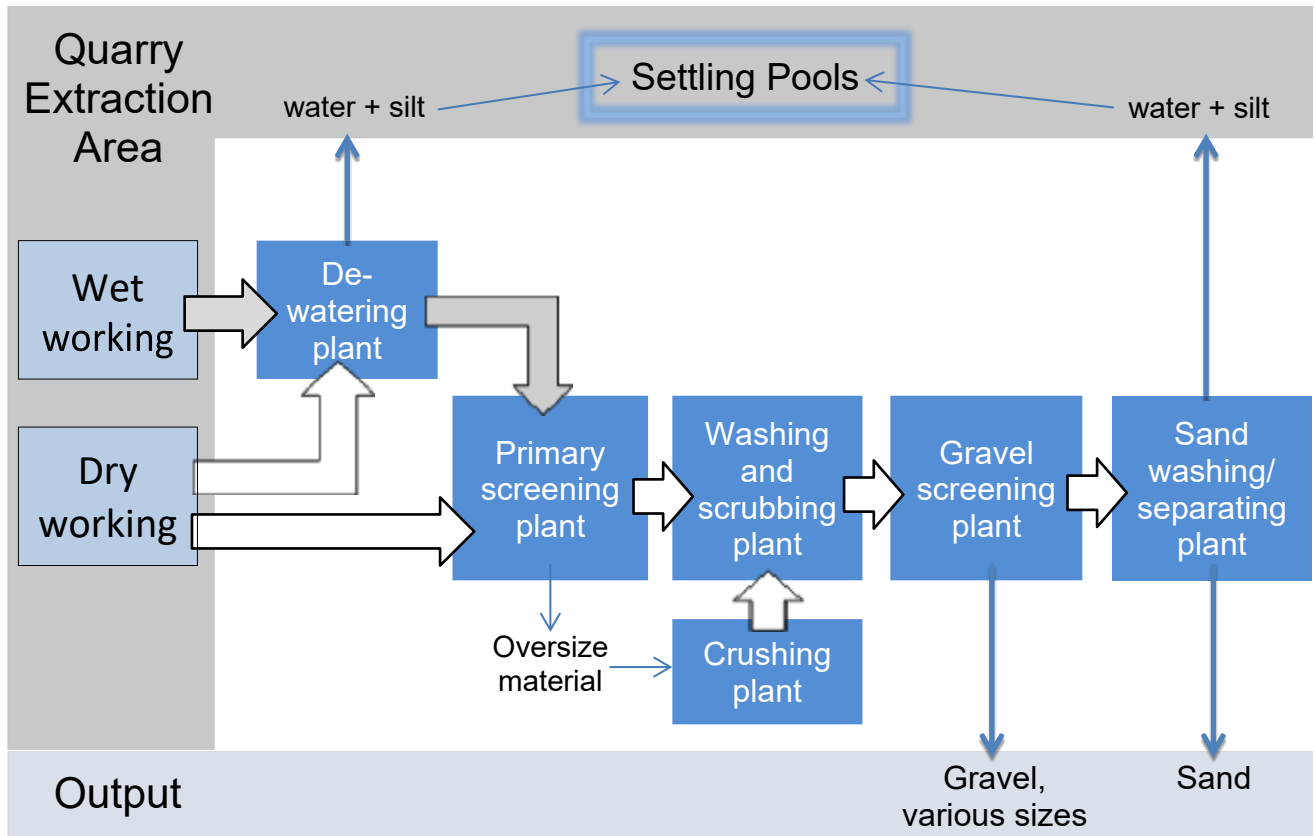 Quarry
Extraction
Area
Settling Pools
water + silt
water + silt
Wet
working
De-
watering
plant
Dry
working
Primary
screening
plant
Washing
and
scrubbing
plant
Gravel
screening
plant
Sand
washing/
separating
plant
Oversize
material
Crushing
plant
Output
Gravel,
various sizes
Sand